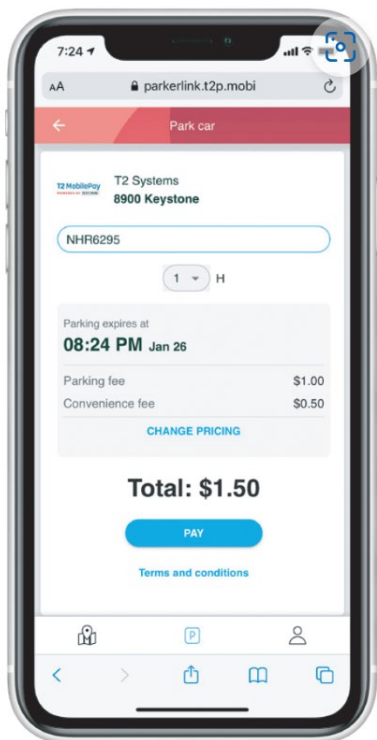 7:24
AA parkerlink.t2p.mobi
Park car
T2 MobilePay
T2 Systems
8900 Keystone
NHR6295
1 H
Parking expires at
08:24 PM Jan 26
Parking fee $1.00
Convenience fee $0.50
CHANGE PRICING
Total: $1.50
PAY
Terms and conditions
P